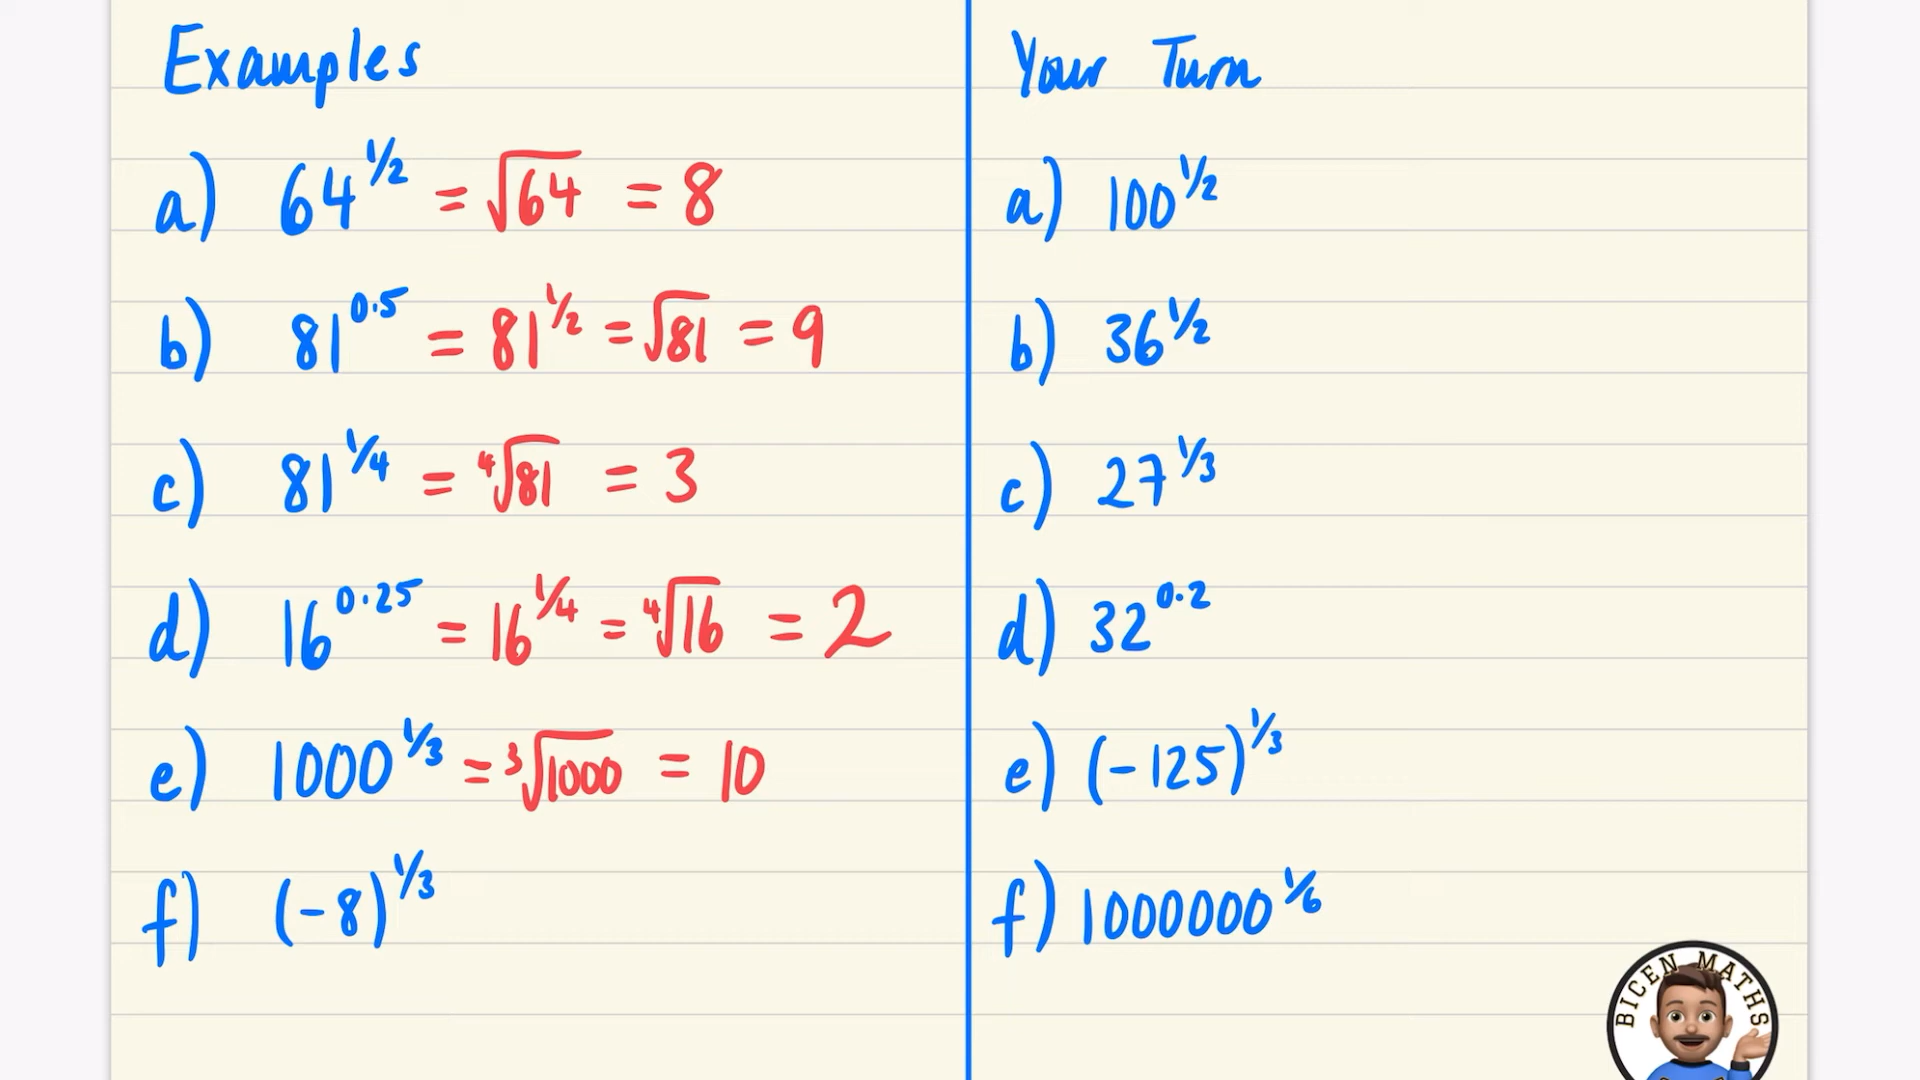 Examples
a) 64^1/2 = √64 = 8
b) 81^0.5 = 81^1/2 = √81 = 9
c) 81^1/4 = ⁴√81 = 3
d) 16^0.25 = 16^1/4 = ⁴√16 = 2
e) 1000^1/3 = ³√1000 = 10
f) (-8)^1/3
Your Turn
a) 100^1/2
b) 36^1/2
c) 27^1/3
d) 32^0.2
e) (-125)^1/3
f) 1000000^1/6
BICEN MATHS